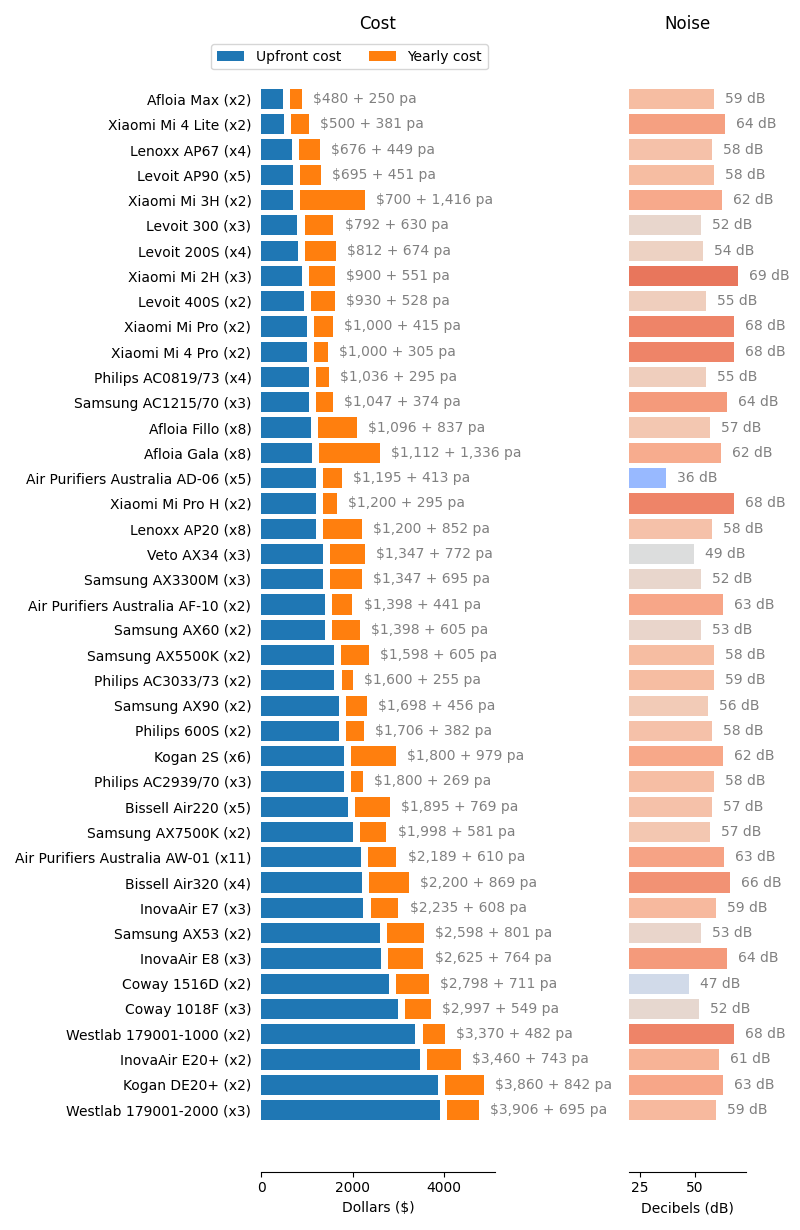 Cost Noise
Upfront cost Yearly cost
Afloia Max (x2) $480 + 250 pa 59 dB
Xiaomi Mi 4 Lite (x2) $500 + 381 pa 64 dB
Lenoxx AP67 (x4) $676 + 449 pa 58 dB
Levoit AP90 (x5) $695 + 451 pa 58 dB
Xiaomi Mi 3H (x2) $700 + 1,416 pa 62 dB
Levoit 300 (x3) $792 + 630 pa 52 dB
Levoit 200S (x4) $812 + 674 pa 54 dB
Xiaomi Mi 2H (x3) $900 + 551 pa 69 dB
Levoit 400S (x2) $930 + 528 pa 55 dB
Xiaomi Mi Pro (x2) $1,000 + 415 pa 68 dB
Xiaomi Mi 4 Pro (x2) $1,000 + 305 pa 68 dB
Philips AC0819/73 (x4) $1,036 + 295 pa 55 dB
Samsung AC1215/70 (x3) $1,047 + 374 pa 64 dB
Afloia Fillo (x8) $1,096 + 837 pa 57 dB
Afloia Gala (x8) $1,112 + 1,336 pa 62 dB
Air Purifiers Australia AD-06 (x5) $1,195 + 413 pa 36 dB
Xiaomi Mi Pro H (x2) $1,200 + 295 pa 68 dB
Lenoxx AP20 (x8) $1,200 + 852 pa 58 dB
Veto AX34 (x3) $1,347 + 772 pa 49 dB
Samsung AX3300M (x3) $1,347 + 695 pa 52 dB
Air Purifiers Australia AF-10 (x2) $1,398 + 441 pa 63 dB
Samsung AX60 (x2) $1,398 + 605 pa 53 dB
Samsung AX5500K (x2) $1,598 + 605 pa 58 dB
Philips AC3033/73 (x2) $1,600 + 255 pa 59 dB
Samsung AX90 (x2) $1,698 + 456 pa 56 dB
Philips 600S (x2) $1,706 + 382 pa 58 dB
Kogan 2S (x6) $1,800 + 979 pa 62 dB
Philips AC2939/70 (x3) $1,800 + 269 pa 58 dB
Bissell Air220 (x5) $1,895 + 769 pa 57 dB
Samsung AX7500K (x2) $1,998 + 581 pa 57 dB
Air Purifiers Australia AW-01 (x11) $2,189 + 610 pa 63 dB
Bissell Air320 (x4) $2,200 + 869 pa 66 dB
InovaAir E7 (x3) $2,235 + 608 pa 59 dB
Samsung AX53 (x2) $2,598 + 801 pa 53 dB
InovaAir E8 (x3) $2,625 + 764 pa 64 dB
Coway 1516D (x2) $2,798 + 711 pa 47 dB
Coway 1018F (x3) $2,997 + 549 pa 52 dB
Westlab 179001-1000 (x2) $3,370 + 482 pa 68 dB
InovaAir E20+ (x2) $3,460 + 743 pa 61 dB
Kogan DE20+ (x2) $3,860 + 842 pa 63 dB
Westlab 179001-2000 (x3) $3,906 + 695 pa 59 dB
0 2000 4000 25 50
Dollars ($) Decibels (dB)